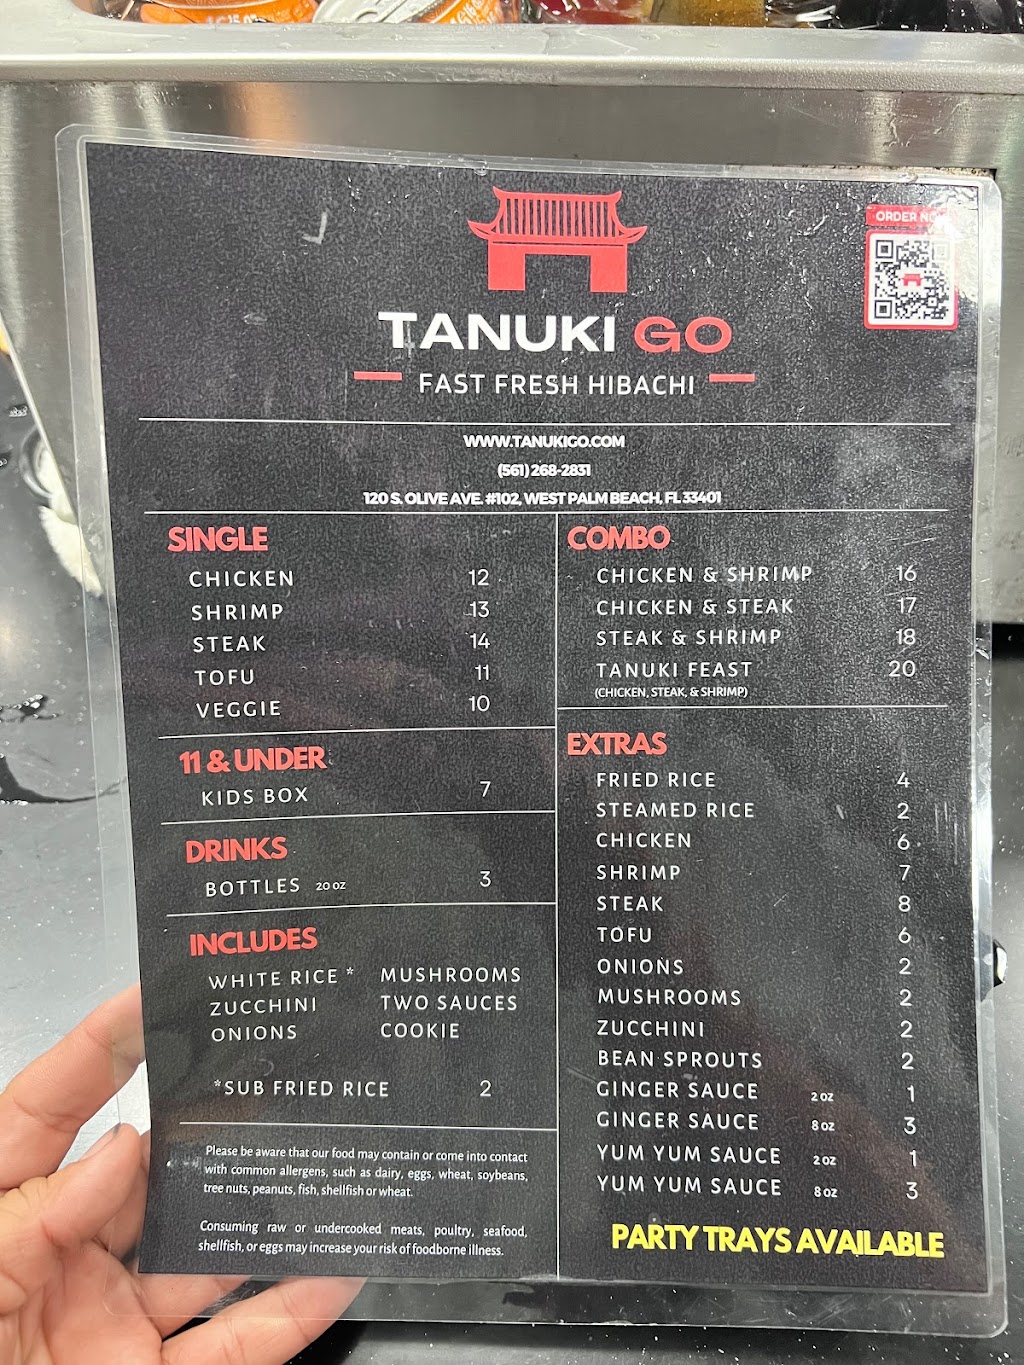 ORDER
TANUKI GO
FAST FRESH HIBACHI
WWW.TANUKIGO.COM
(561) 268-2831
120 S. OLIVE AVE. #102, WEST PALM BEACH, FL 33401
SINGLE
CHICKEN 12
SHRIMP 13
STEAK 14
TOFU 11
VEGGIE 10
11 & UNDER
KIDS BOX 7
DRINKS
BOTTLES 20 OZ 3
INCLUDES
WHITE RICE * MUSHROOMS
ZUCCHINI TWO SAUCES
ONIONS COOKIE
*SUB FRIED RICE 2
Please be aware that our food may contain or come into contact
with common allergens, such as dairy, eggs, wheat, soybeans,
tree nuts, peanuts, fish, shellfish or wheat.
Consuming raw or undercooked meats, poultry, seafood,
shellfish, or eggs may increase your risk of foodborne illness.
COMBO
CHICKEN & SHRIMP 16
CHICKEN & STEAK 17
STEAK & SHRIMP 18
TANUKI FEAST 20
(CHICKEN, STEAK, & SHRIMP)
EXTRAS
FRIED RICE 4
STEAMED RICE 2
CHICKEN 6
SHRIMP 7
STEAK 8
TOFU 6
ONIONS 2
MUSHROOMS 2
ZUCCHINI 2
BEAN SPROUTS 2
GINGER SAUCE 2 OZ 1
GINGER SAUCE 8 OZ 3
YUM YUM SAUCE 2 OZ 1
YUM YUM SAUCE 8 OZ 3
PARTY TRAYS AVAILABLE